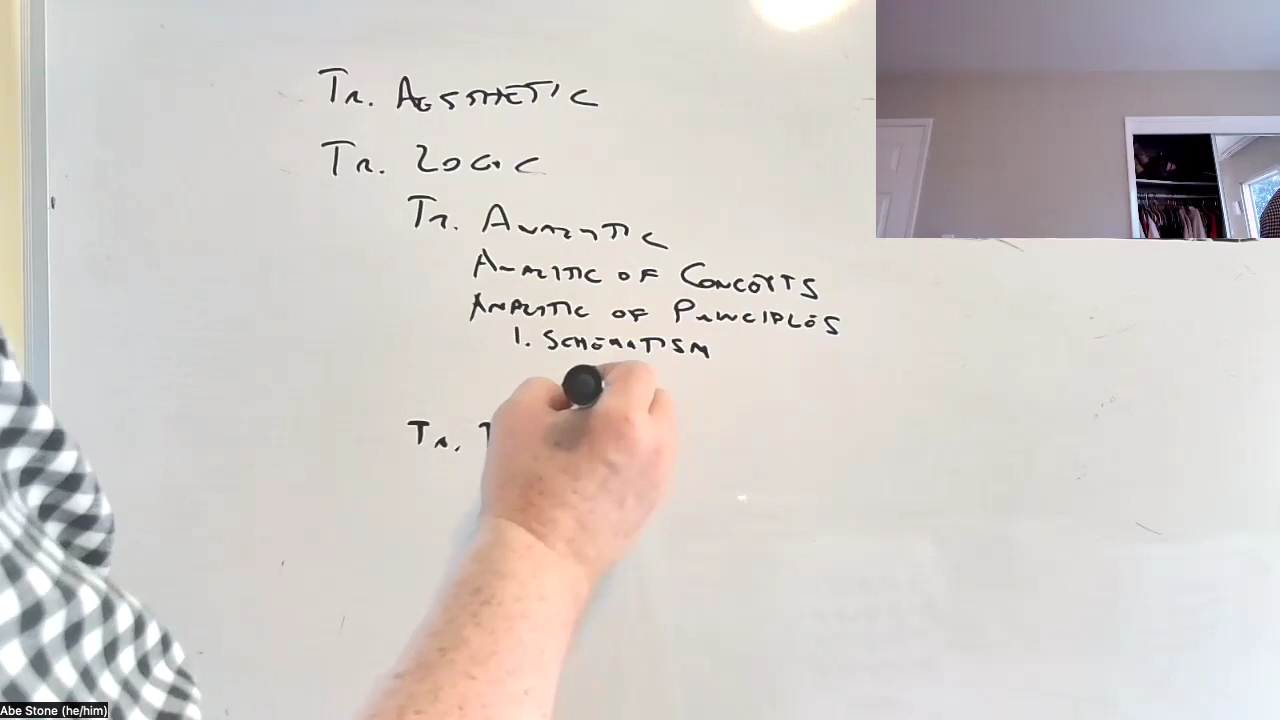 Tr. AESTHETIC
Tr. LOGIC
Tr. ANALYTIC
ANALYTIC OF CONCEPTS
ANALYTIC OF PRINCIPLES
1. SCHEMATISM
Tr.
Abe Stone (he/him)